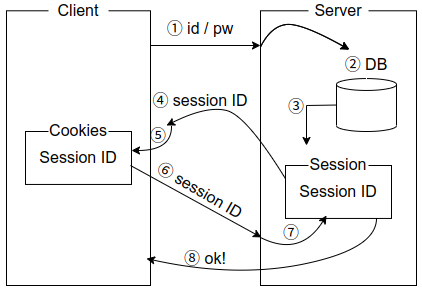 Client
Server
① id / pw
② DB
③
④ session ID
⑤
Cookies
Session ID
⑥ session ID
Session
Session ID
⑦
⑧ ok!